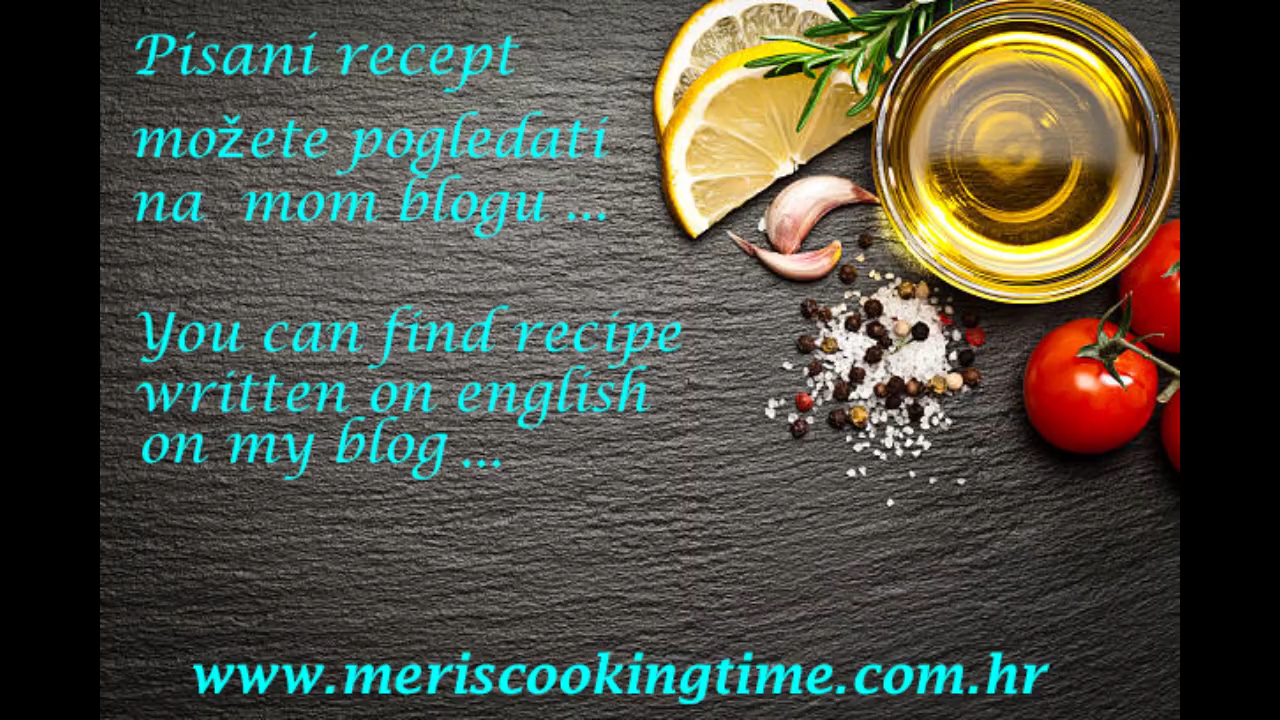 Pisani recept
možete pogledati
na mom blogu ...
You can find recipe
written on english
on my blog ...
www.meriscookingtime.com.hr